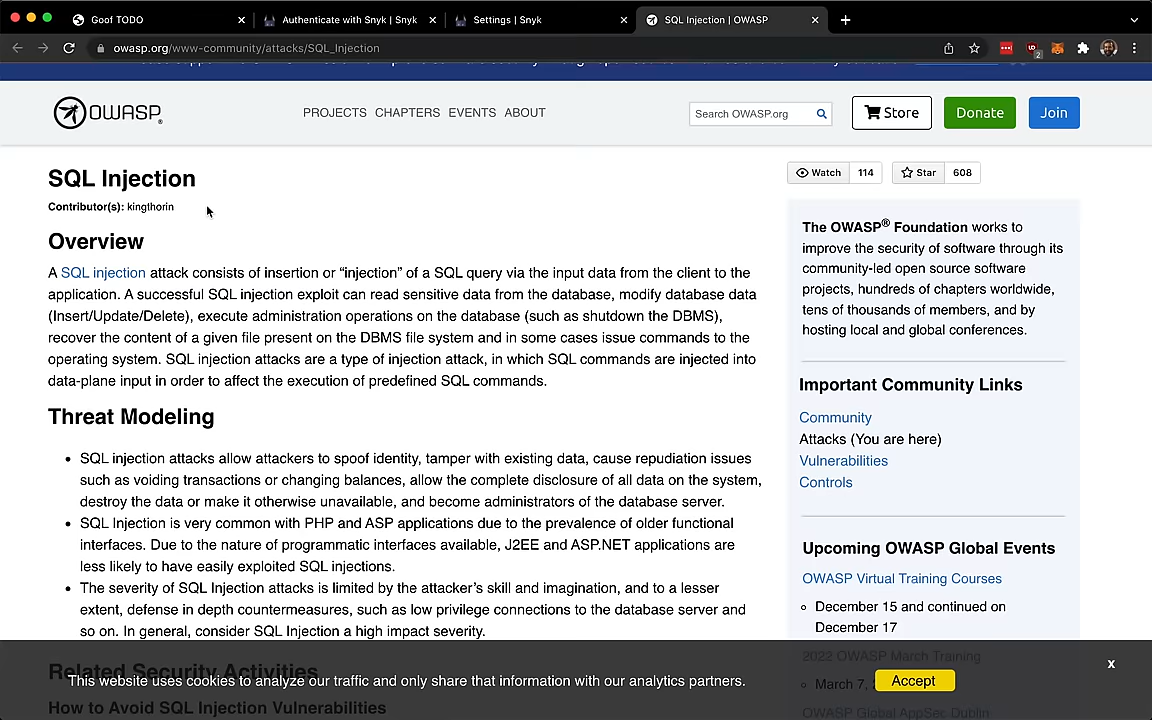 Goof TODO
Authenticate with Snyk | Snyk
Settings | Snyk
SQL Injection | OWASP
owasp.org/www-community/attacks/SQL_Injection
2
OWASP
PROJECTS CHAPTERS EVENTS ABOUT
Search OWASP.org
Store
Donate
Join
SQL Injection
Watch 114
Star 608
Contributor(s): kingthorin
Overview
A SQL injection attack consists of insertion or “injection” of a SQL query via the input data from the client to the
application. A successful SQL injection exploit can read sensitive data from the database, modify database data
(Insert/Update/Delete), execute administration operations on the database (such as shutdown the DBMS),
recover the content of a given file present on the DBMS file system and in some cases issue commands to the
operating system. SQL injection attacks are a type of injection attack, in which SQL commands are injected into
data-plane input in order to affect the execution of predefined SQL commands.
Threat Modeling
• SQL injection attacks allow attackers to spoof identity, tamper with existing data, cause repudiation issues
such as voiding transactions or changing balances, allow the complete disclosure of all data on the system,
destroy the data or make it otherwise unavailable, and become administrators of the database server.
• SQL Injection is very common with PHP and ASP applications due to the prevalence of older functional
interfaces. Due to the nature of programmatic interfaces available, J2EE and ASP.NET applications are
less likely to have easily exploited SQL injections.
• The severity of SQL Injection attacks is limited by the attacker’s skill and imagination, and to a lesser
extent, defense in depth countermeasures, such as low privilege connections to the database server and
so on. In general, consider SQL Injection a high impact severity.
Related Security Activities
How to Avoid SQL Injection Vulnerabilities
The OWASP® Foundation works to
improve the security of software through its
community-led open source software
projects, hundreds of chapters worldwide,
tens of thousands of members, and by
hosting local and global conferences.
Important Community Links
Community
Attacks (You are here)
Vulnerabilities
Controls
Upcoming OWASP Global Events
OWASP Virtual Training Courses
December 15 and continued on
December 17
2022 OWASP March Training
March 7,
OWASP Global AppSec Dublin
This website uses cookies to analyze our traffic and only share that information with our analytics partners.
Accept
x